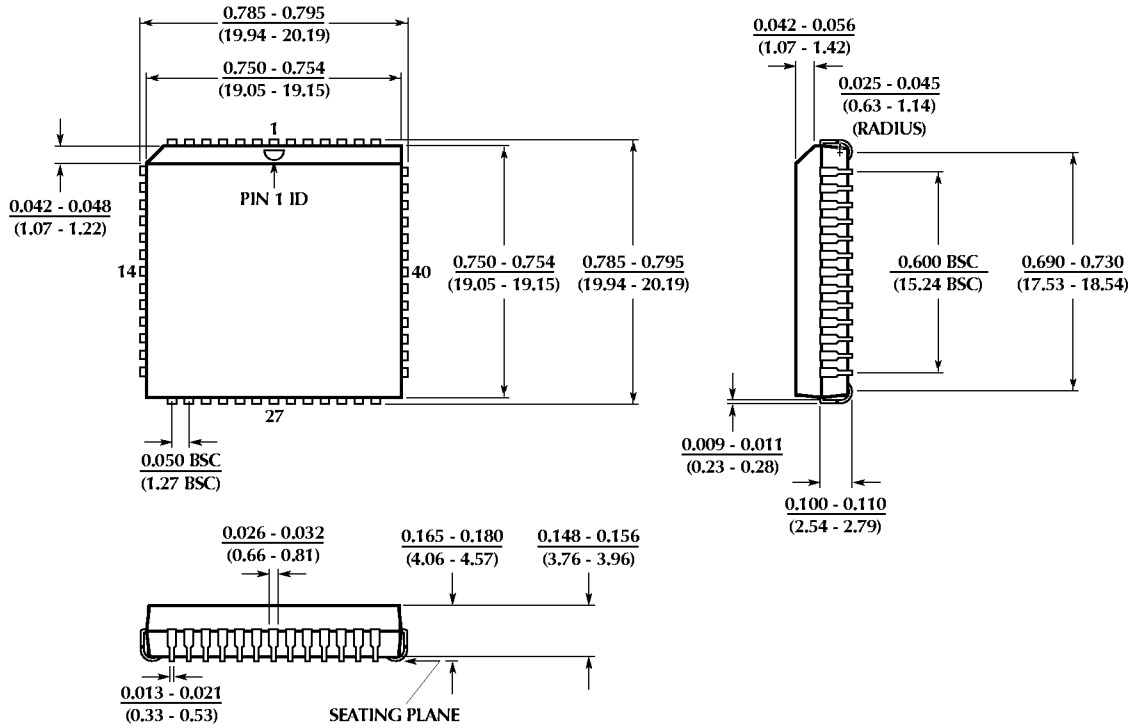 0.785 - 0.795
(19.94 - 20.19)
0.750 - 0.754
(19.05 - 19.15)
1
PIN 1 ID
0.042 - 0.048
(1.07 - 1.22)
14
40
0.750 - 0.754
(19.05 - 19.15)
0.785 - 0.795
(19.94 - 20.19)
27
0.050 BSC
(1.27 BSC)
0.042 - 0.056
(1.07 - 1.42)
0.025 - 0.045
(0.63 - 1.14)
(RADIUS)
0.600 BSC
(15.24 BSC)
0.690 - 0.730
(17.53 - 18.54)
0.009 - 0.011
(0.23 - 0.28)
0.100 - 0.110
(2.54 - 2.79)
0.026 - 0.032
(0.66 - 0.81)
0.165 - 0.180
(4.06 - 4.57)
0.148 - 0.156
(3.76 - 3.96)
0.013 - 0.021
(0.33 - 0.53)
SEATING PLANE